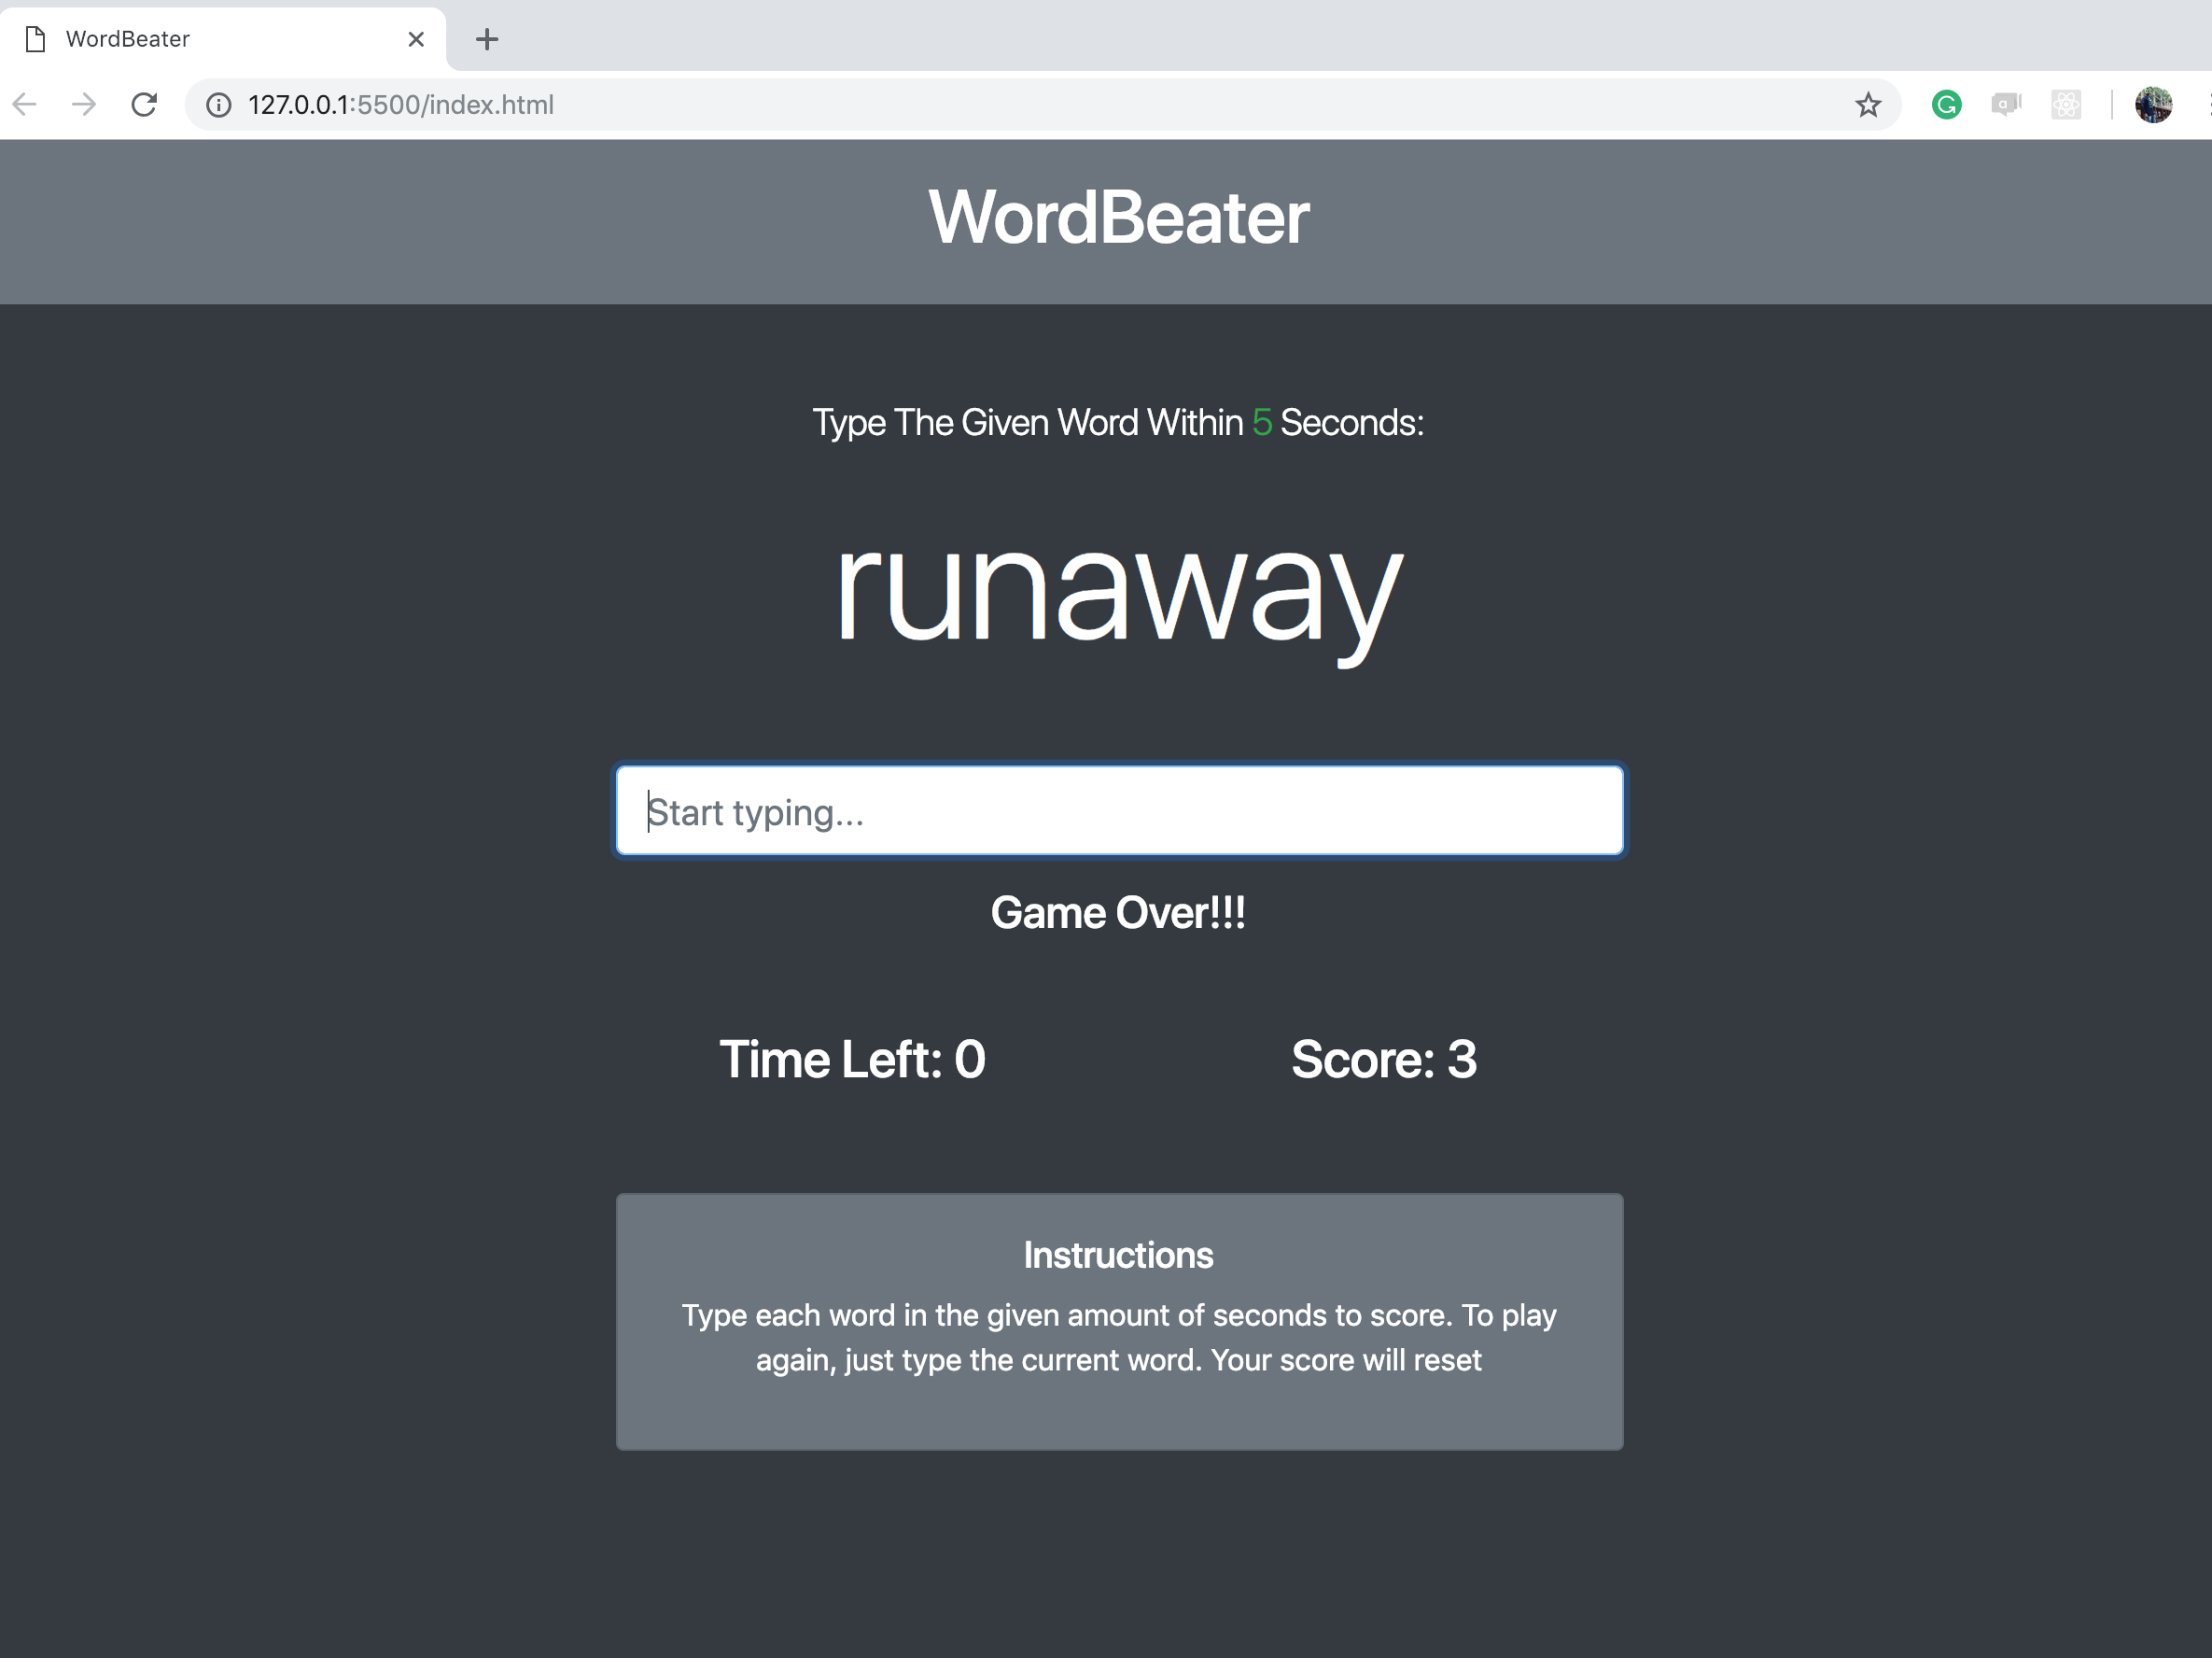 WordBeater
127.0.0.1:5500/index.html
WordBeater
Type The Given Word Within 5 Seconds:
runaway
Start typing...
Game Over!!!
Time Left: 0 Score: 3
Instructions
Type each word in the given amount of seconds to score. To play
again, just type the current word. Your score will reset